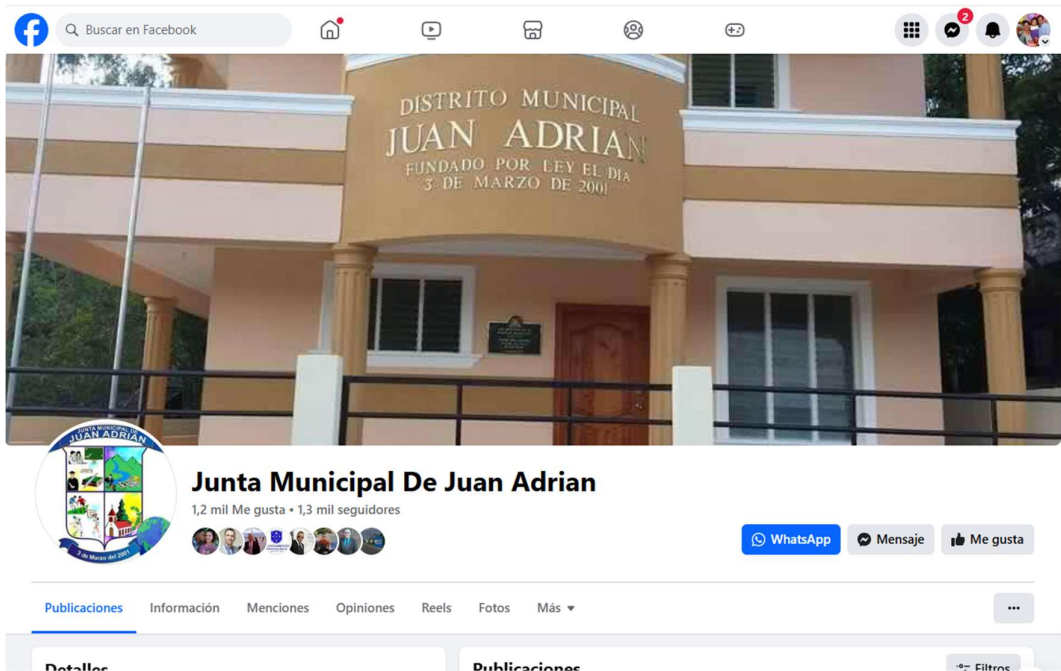 Buscar en Facebook
2
DISTRITO MUNICIPAL
JUAN ADRIAN
FUNDADO POR LEY EL DIA
3 DE MARZO DE 2001
JUNTA MUNICIPAL DE
JUAN ADRIAN
3 de Marzo del 2001
Junta Municipal De Juan Adrian
1,2 mil Me gusta • 1,3 mil seguidores
WhatsApp
Mensaje
Me gusta
Publicaciones
Información
Menciones
Opiniones
Reels
Fotos
Más
Detalles
Publicaciones
Filtros